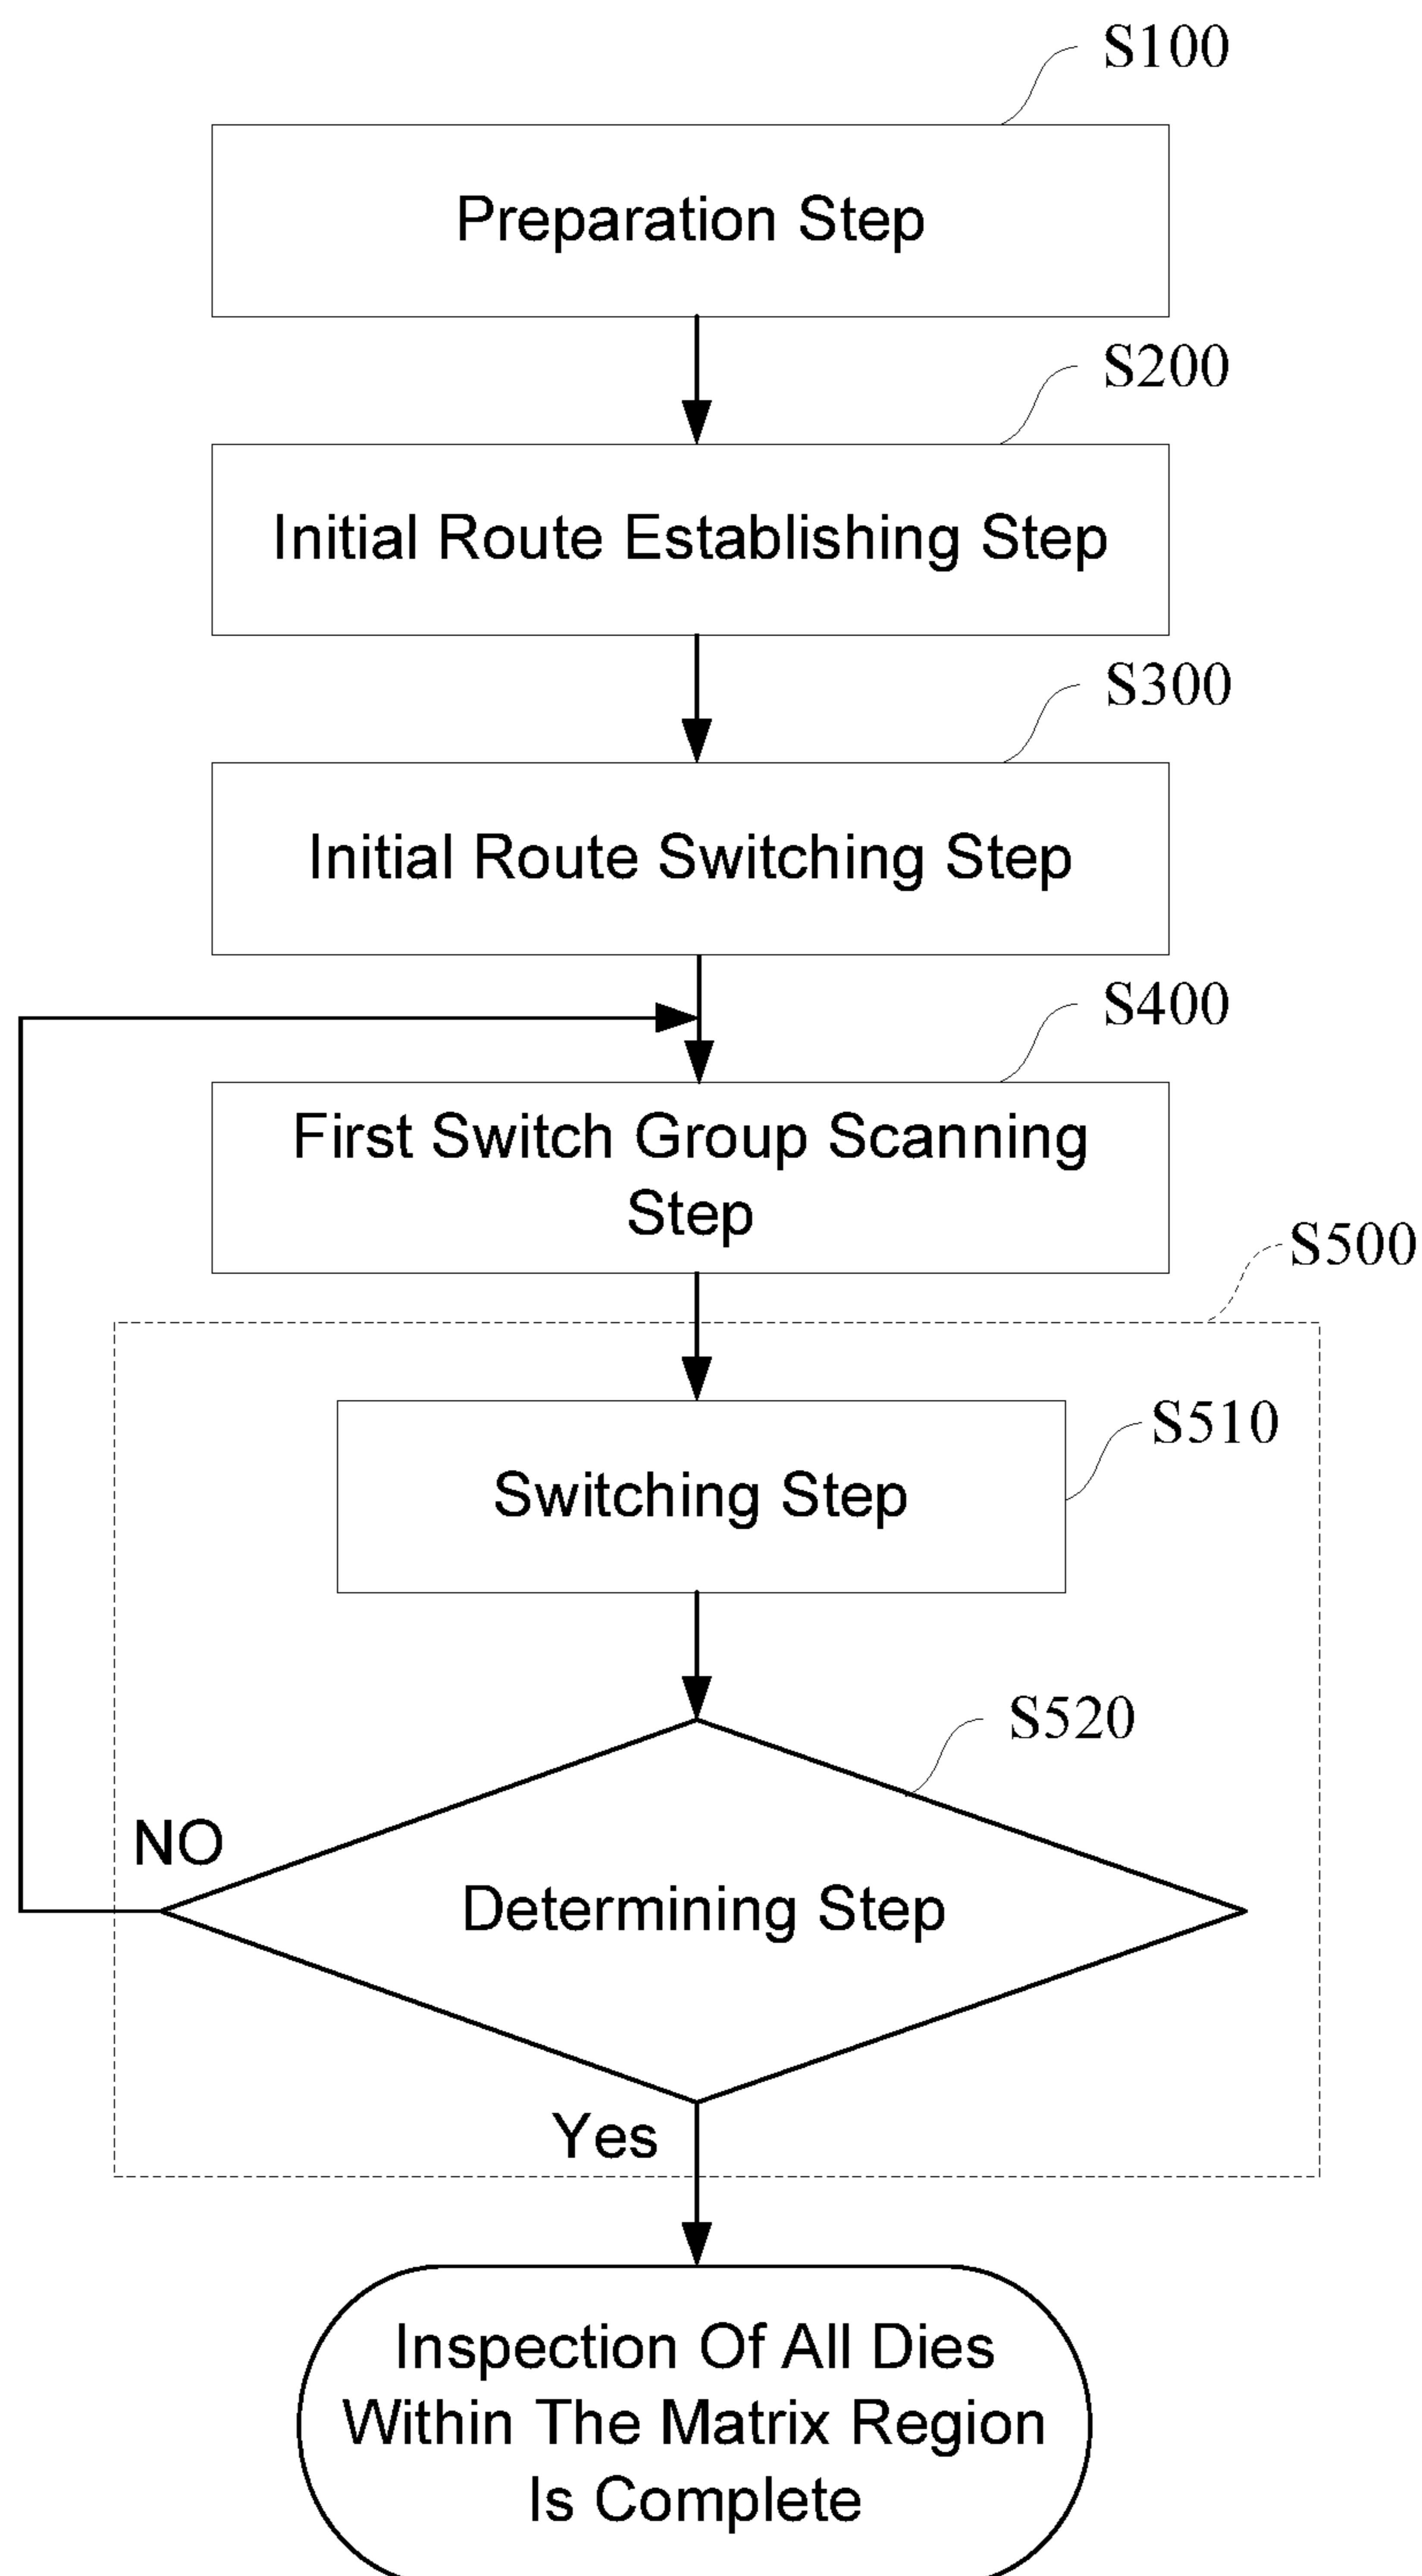 S100
Preparation Step
S200
Initial Route Establishing Step
S300
Initial Route Switching Step
S400
First Switch Group Scanning
Step
S500
S510
Switching Step
S520
NO
Determining Step
Yes
Inspection Of All Dies
Within The Matrix Region
Is Complete